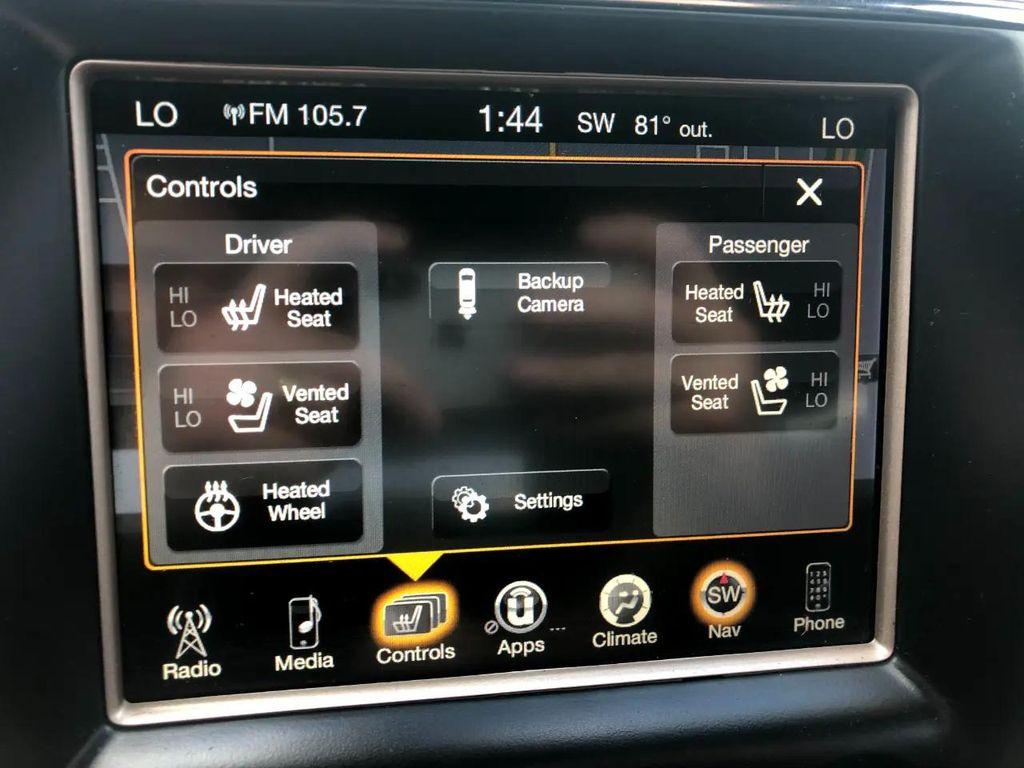 LO FM 105.7 1:44 SW 81° out. LO
Controls X
Driver
HI
LO
Heated
Seat
HI
LO
Vented
Seat
Heated
Wheel
Backup
Camera
Settings
Passenger
Heated
Seat
HI
LO
Vented
Seat
HI
LO
Radio
Media
Controls
Apps
Climate
SW
Nav
Phone